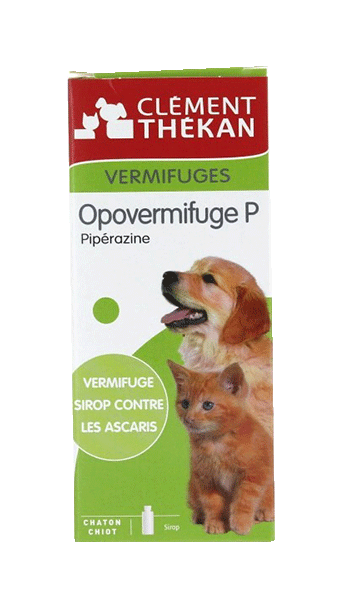 CLÉMENT
THÉKAN
VERMIFUGES
Opovermifuge P
Pipérazine
VERMIFUGE
SIROP CONTRE
LES ASCARIS
CHATON
CHIOT
Sirop